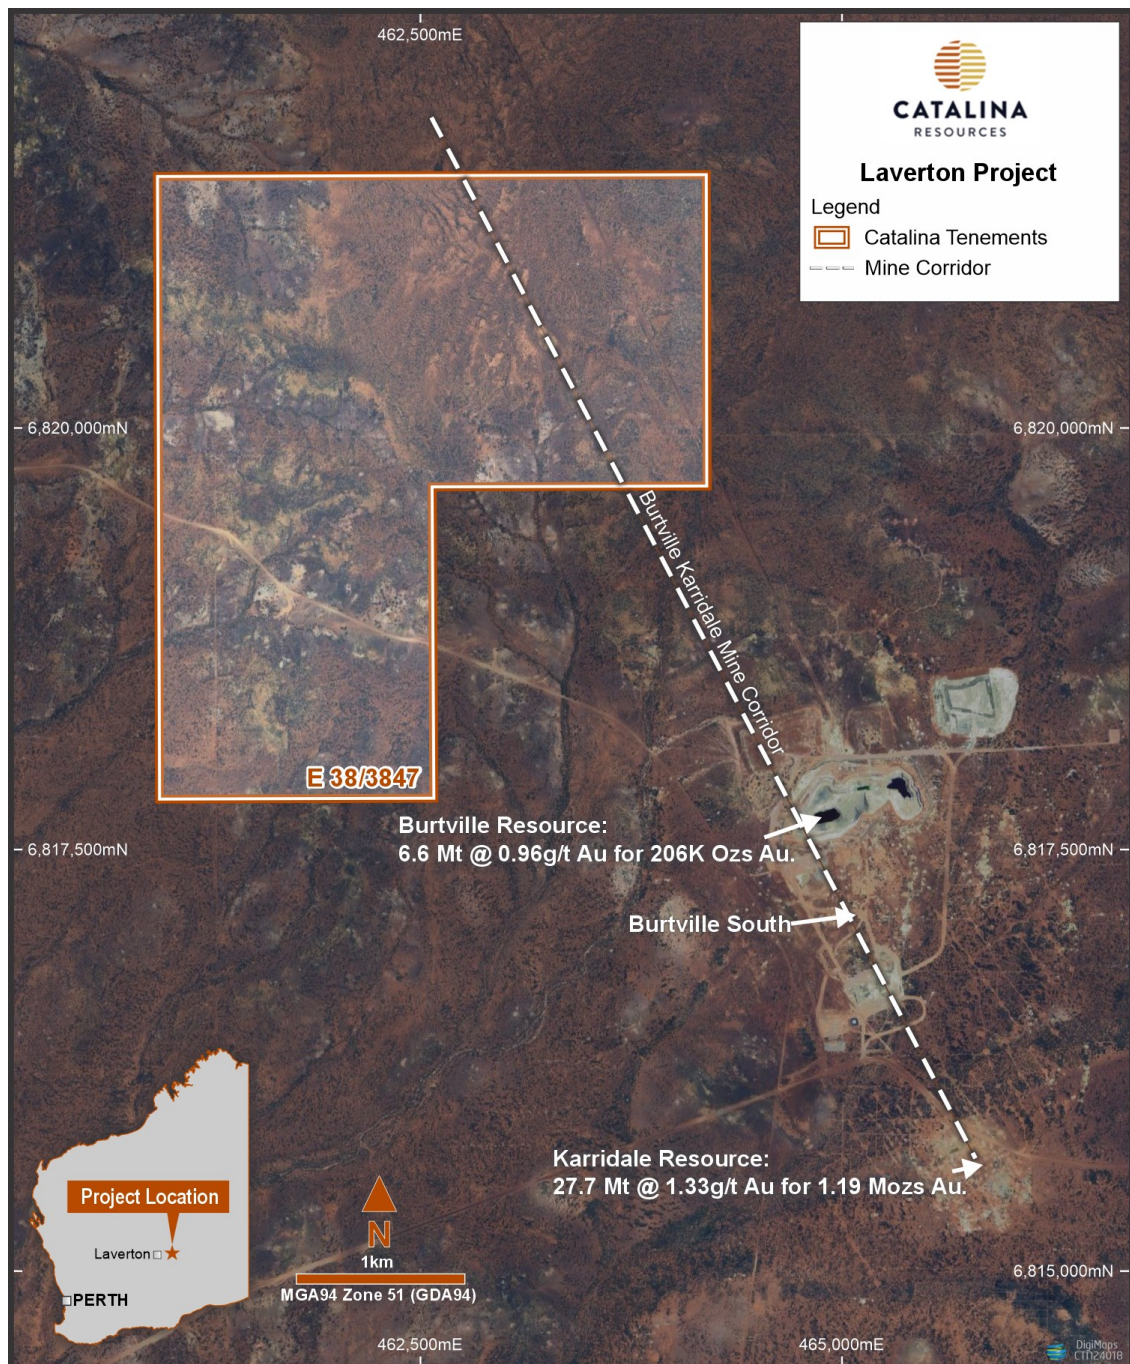 462,500mE
CATALINA
RESOURCES
Laverton Project
Legend
Catalina Tenements
Mine Corridor
6,820,000mN
6,820,000mN
Burtville Karridale Mine Corridor
E 38/3847
Burtville Resource:
6.6 Mt @ 0.96g/t Au for 206K Ozs Au.
6,817,500mN
6,817,500mN
Burtville South
Karridale Resource:
27.7 Mt @ 1.33g/t Au for 1.19 Mozs Au.
Project Location
Laverton
PERTH
N
1km
MGA94 Zone 51 (GDA94)
6,815,000mN
462,500mE
465,000mE
DigiMaps
CTL124018